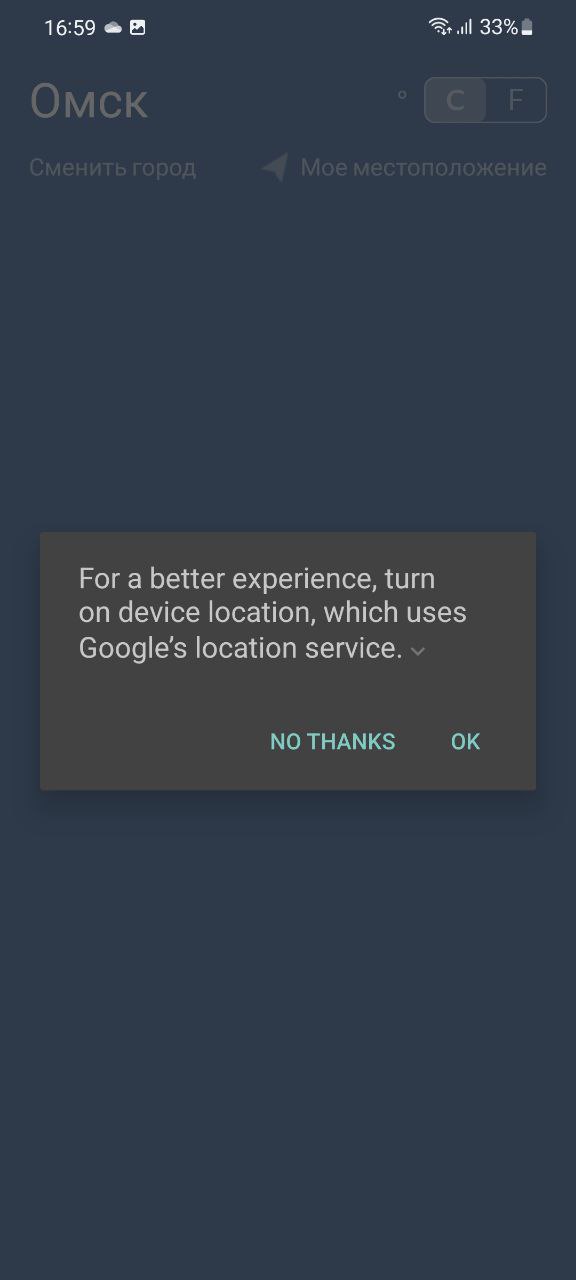 16:59 33%
Омск ° C F
Сменить город Мое местоположение
For a better experience, turn
on device location, which uses
Google’s location service.
NO THANKS OK